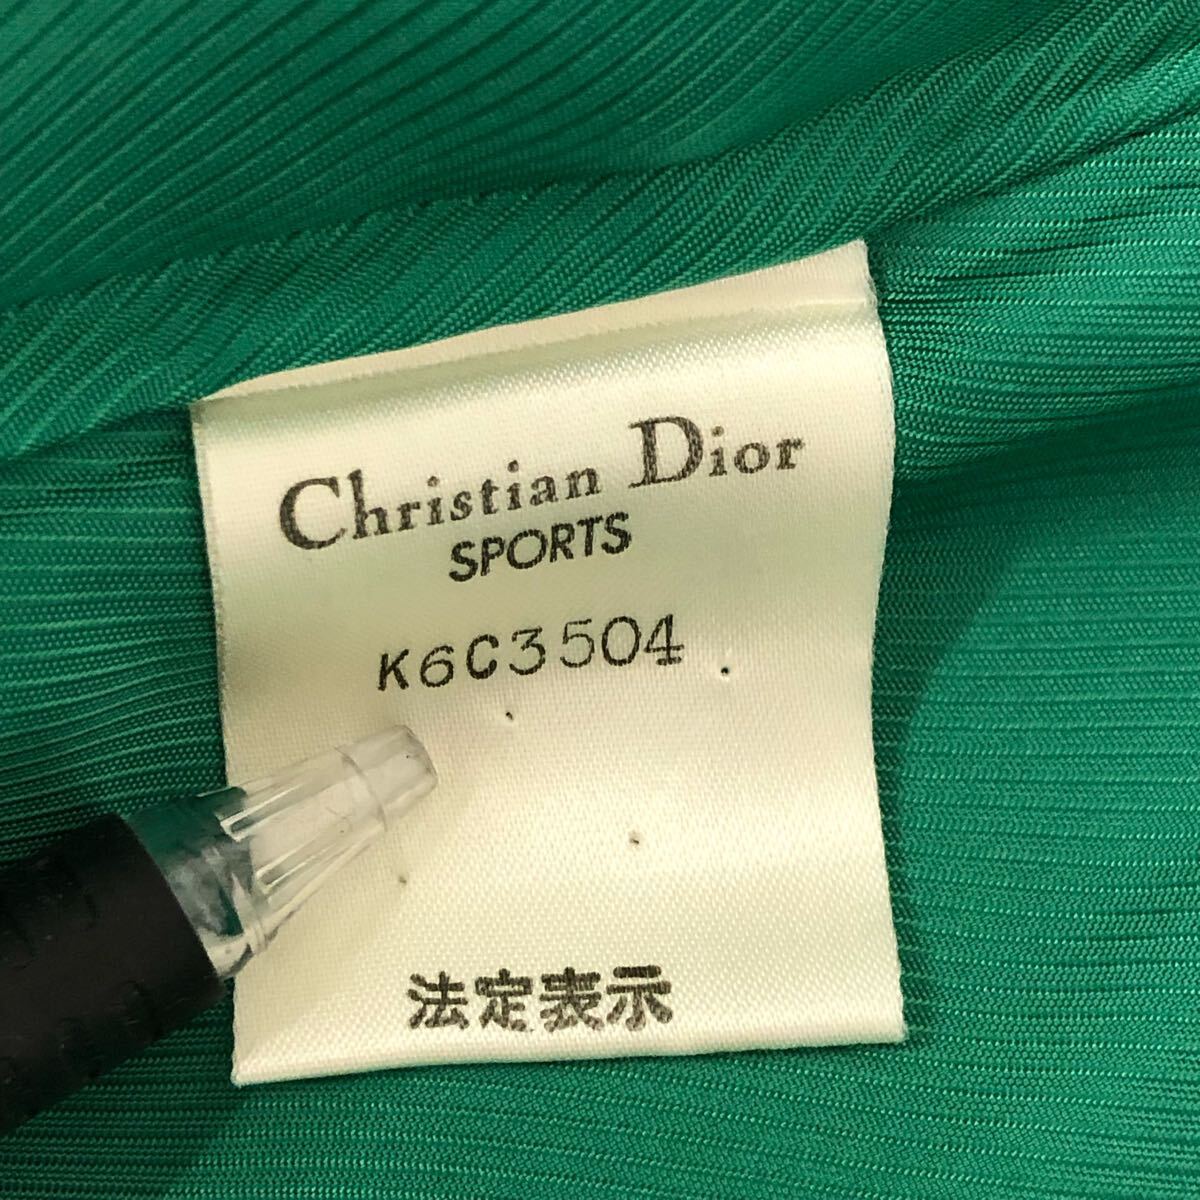 Christian Dior
SPORTS
K6C3504
法定表示